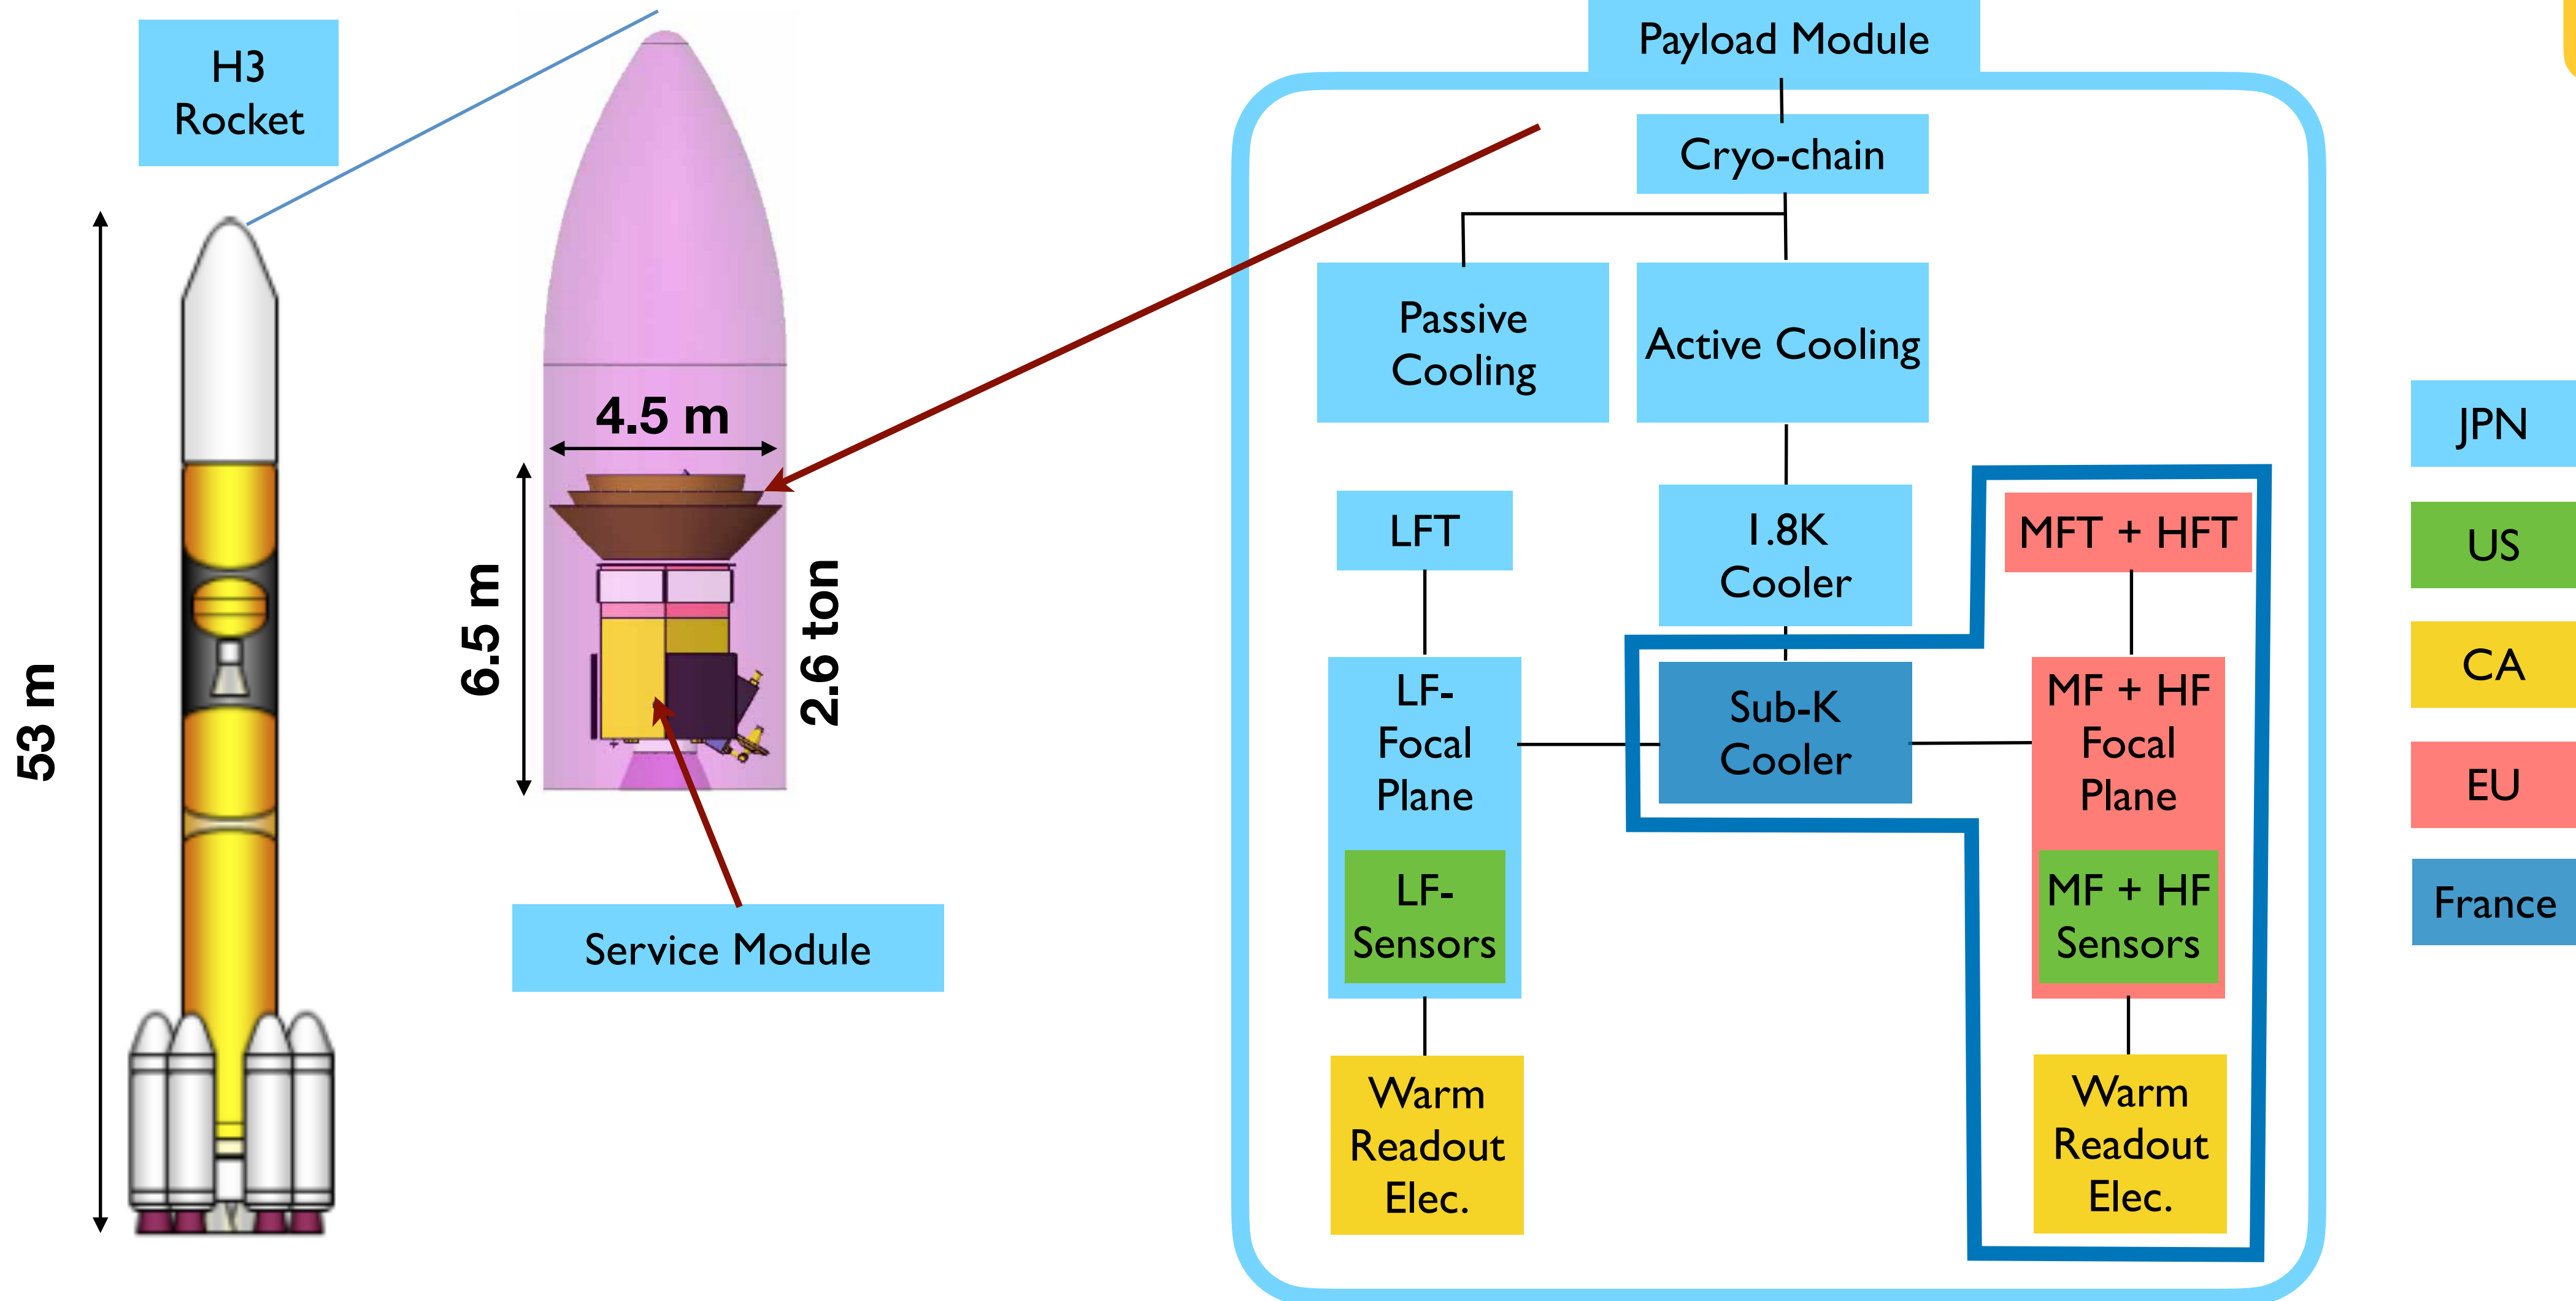 H3
Rocket
53 m
4.5 m
6.5 m
2.6 ton
Service Module
Payload Module
Cryo-chain
Passive
Cooling
Active Cooling
LFT
1.8K
Cooler
MFT + HFT
LF-
Focal
Plane
Sub-K
Cooler
MF + HF
Focal
Plane
LF-
Sensors
MF + HF
Sensors
Warm
Readout
Elec.
Warm
Readout
Elec.
JPN
US
CA
EU
France